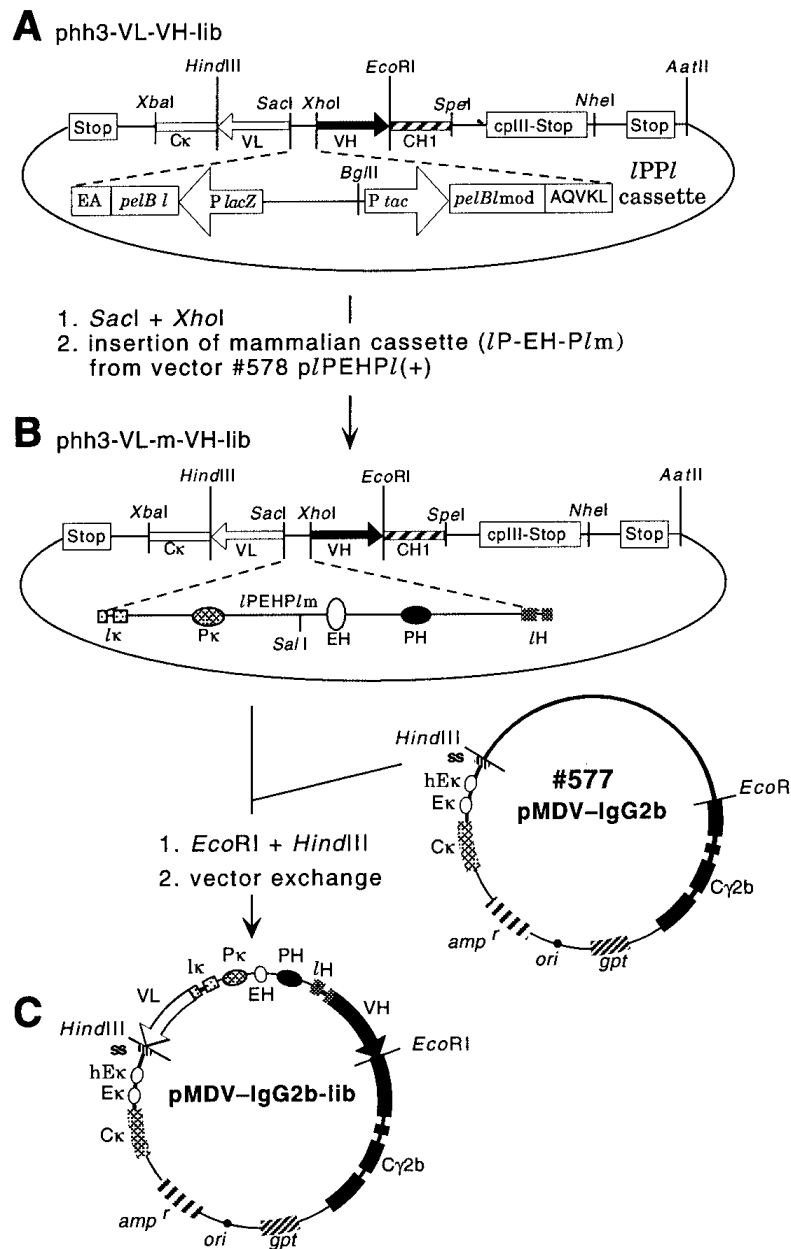 A phh3-VL-VH-lib
HindIII EcoRI AatII
XbaI SacI XhoI SpeI NheI
Stop Cκ VL VH CH1 cpIII-Stop Stop
BglII
lPPl
cassette
EA pelB l P lacZ P tac pelBlmod AQVKL
1. SacI + XhoI
2. insertion of mammalian cassette (lP-EH-Plm)
from vector #578 plPEHPl(+)
B phh3-VL-m-VH-lib
HindIII EcoRI AatII
XbaI SacI XhoI SpeI NheI
Stop Cκ VL VH CH1 cpIII-Stop Stop
lPEHPlm
lκ Pκ SalI EH PH lH
HindIII
ss
hEκ
Eκ
Cκ
#577
pMDV–IgG2b
EcoR
Cγ2b
amp r
ori
gpt
1. EcoRI + HindIII
2. vector exchange
C
VL lκ Pκ EH PH lH VH
HindIII
ss
hEκ
Eκ
Cκ
EcoRI
pMDV–IgG2b-lib
Cγ2b
amp r
ori
gpt